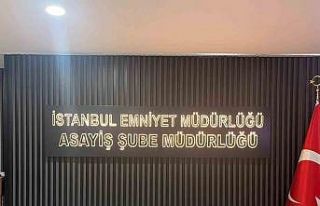 İSTANBUL EMNİYET MÜDÜRLÜĞÜ
ASAYİŞ ŞUBE MÜDÜRLÜĞÜ